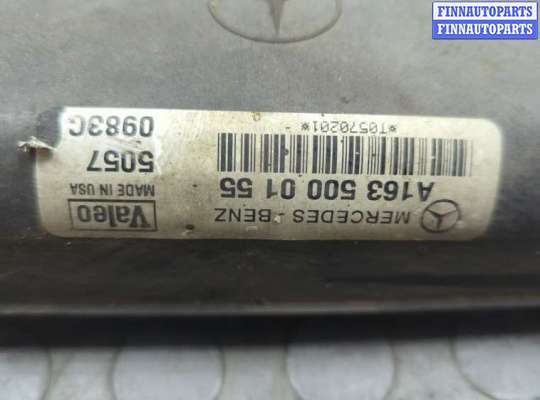 FINNAUTOPARTS
FINNAUTOPARTS
MERCEDES - BENZ
A163 500 01 55
*T0570201* -
Valeo
MADE IN USA
5057
0983C